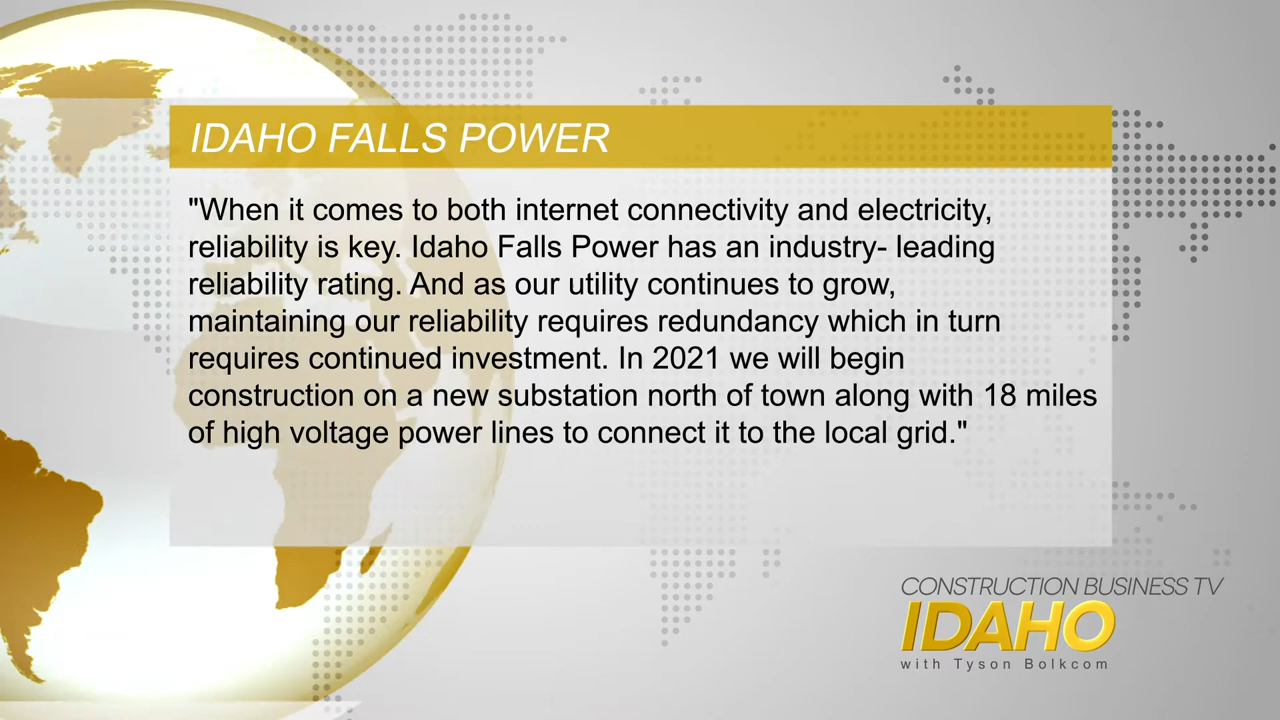 IDAHO FALLS POWER
"When it comes to both internet connectivity and electricity,
reliability is key. Idaho Falls Power has an industry- leading
reliability rating. And as our utility continues to grow,
maintaining our reliability requires redundancy which in turn
requires continued investment. In 2021 we will begin
construction on a new substation north of town along with 18 miles
of high voltage power lines to connect it to the local grid."
CONSTRUCTION BUSINESS TV
IDAHO
with Tyson Bolkcom